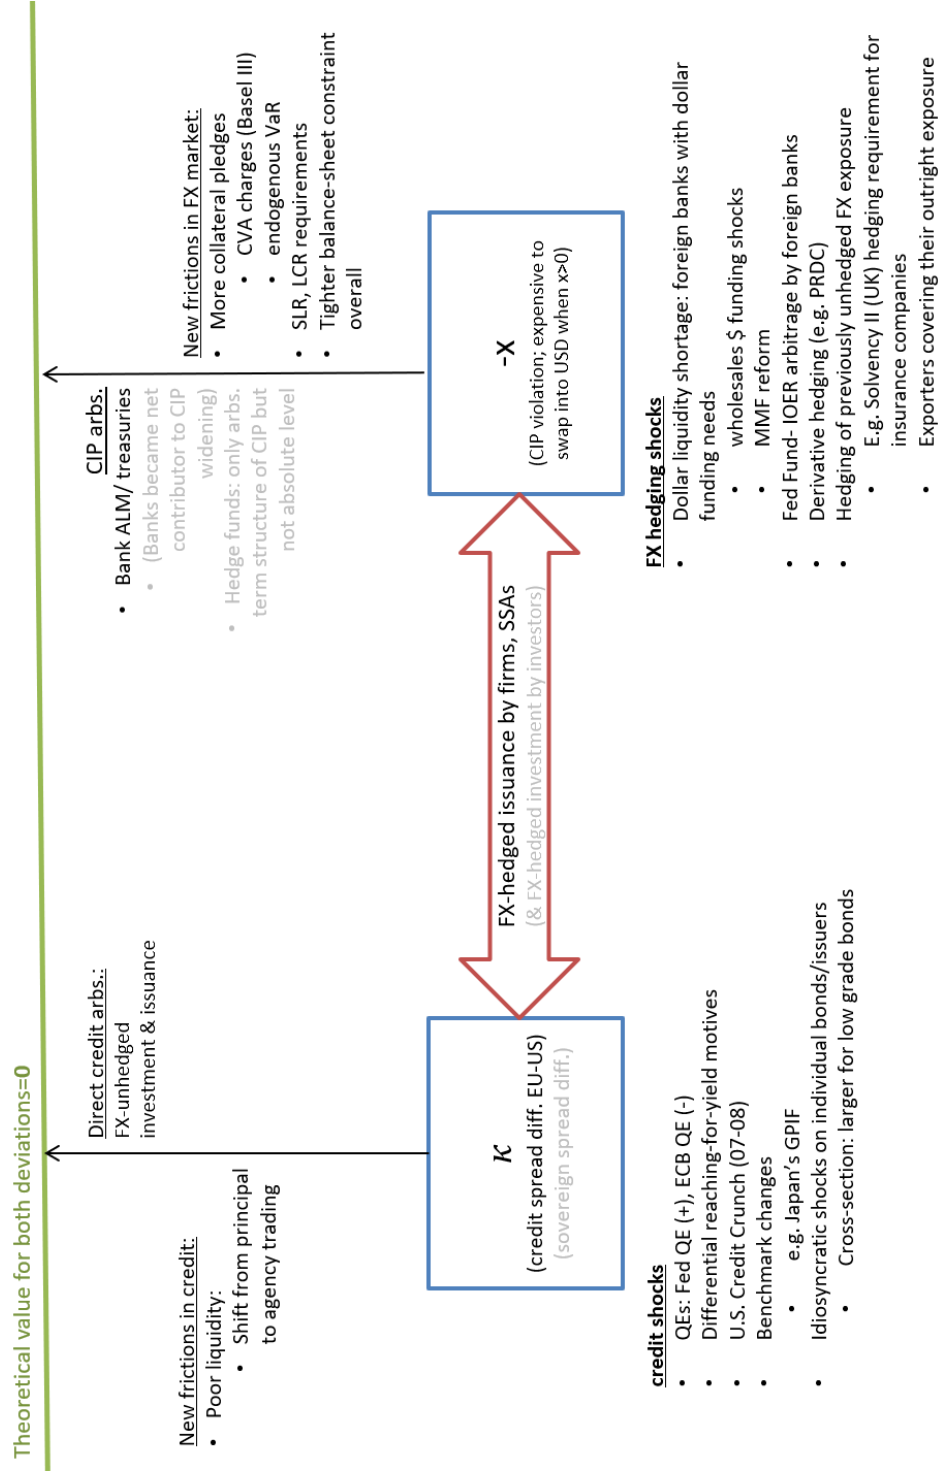 Theoretical value for both deviations=0
New frictions in credit:
• Poor liquidity:
• Shift from principal
to agency trading
Direct credit arbs.:
FX-unhedged
investment & issuance
CIP arbs.
• Bank ALM/ treasuries
• (Banks became net
contributor to CIP
widening)
• Hedge funds: only arbs.
term structure of CIP but
not absolute level
New frictions in FX market:
• More collateral pledges
• CVA charges (Basel III)
• endogenous VaR
• SLR, LCR requirements
• Tighter balance-sheet constraint
overall
κ
(credit spread diff. EU-US)
(sovereign spread diff.)
FX-hedged issuance by firms, SSAs
(& FX-hedged investment by investors)
-x
(CIP violation; expensive to
swap into USD when x>0)
credit shocks
• QEs: Fed QE (+), ECB QE (-)
• Differential reaching-for-yield motives
• U.S. Credit Crunch (07-08)
• Benchmark changes
• e.g. Japan's GPIF
• Idiosyncratic shocks on individual bonds/issuers
• Cross-section: larger for low grade bonds
FX hedging shocks
• Dollar liquidity shortage: foreign banks with dollar
funding needs
• wholesales $ funding shocks
• MMF reform
• Fed Fund- IOER arbitrage by foreign banks
• Derivative hedging (e.g. PRDC)
• Hedging of previously unhedged FX exposure
• E.g. Solvency II (UK) hedging requirement for
insurance companies
• Exporters covering their outright exposure